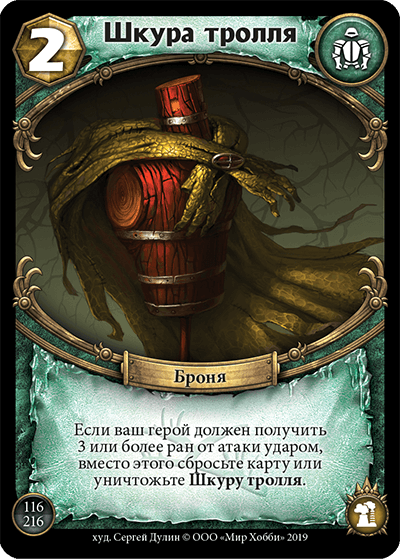 2
Шкура тролля
Броня
Если ваш герой должен получить
3 или более ран от атаки ударом,
вместо этого сбросьте карту или
уничтожьте Шкуру тролля.
116
216
худ. Сергей Дулин © ООО «Мир Хобби» 2019